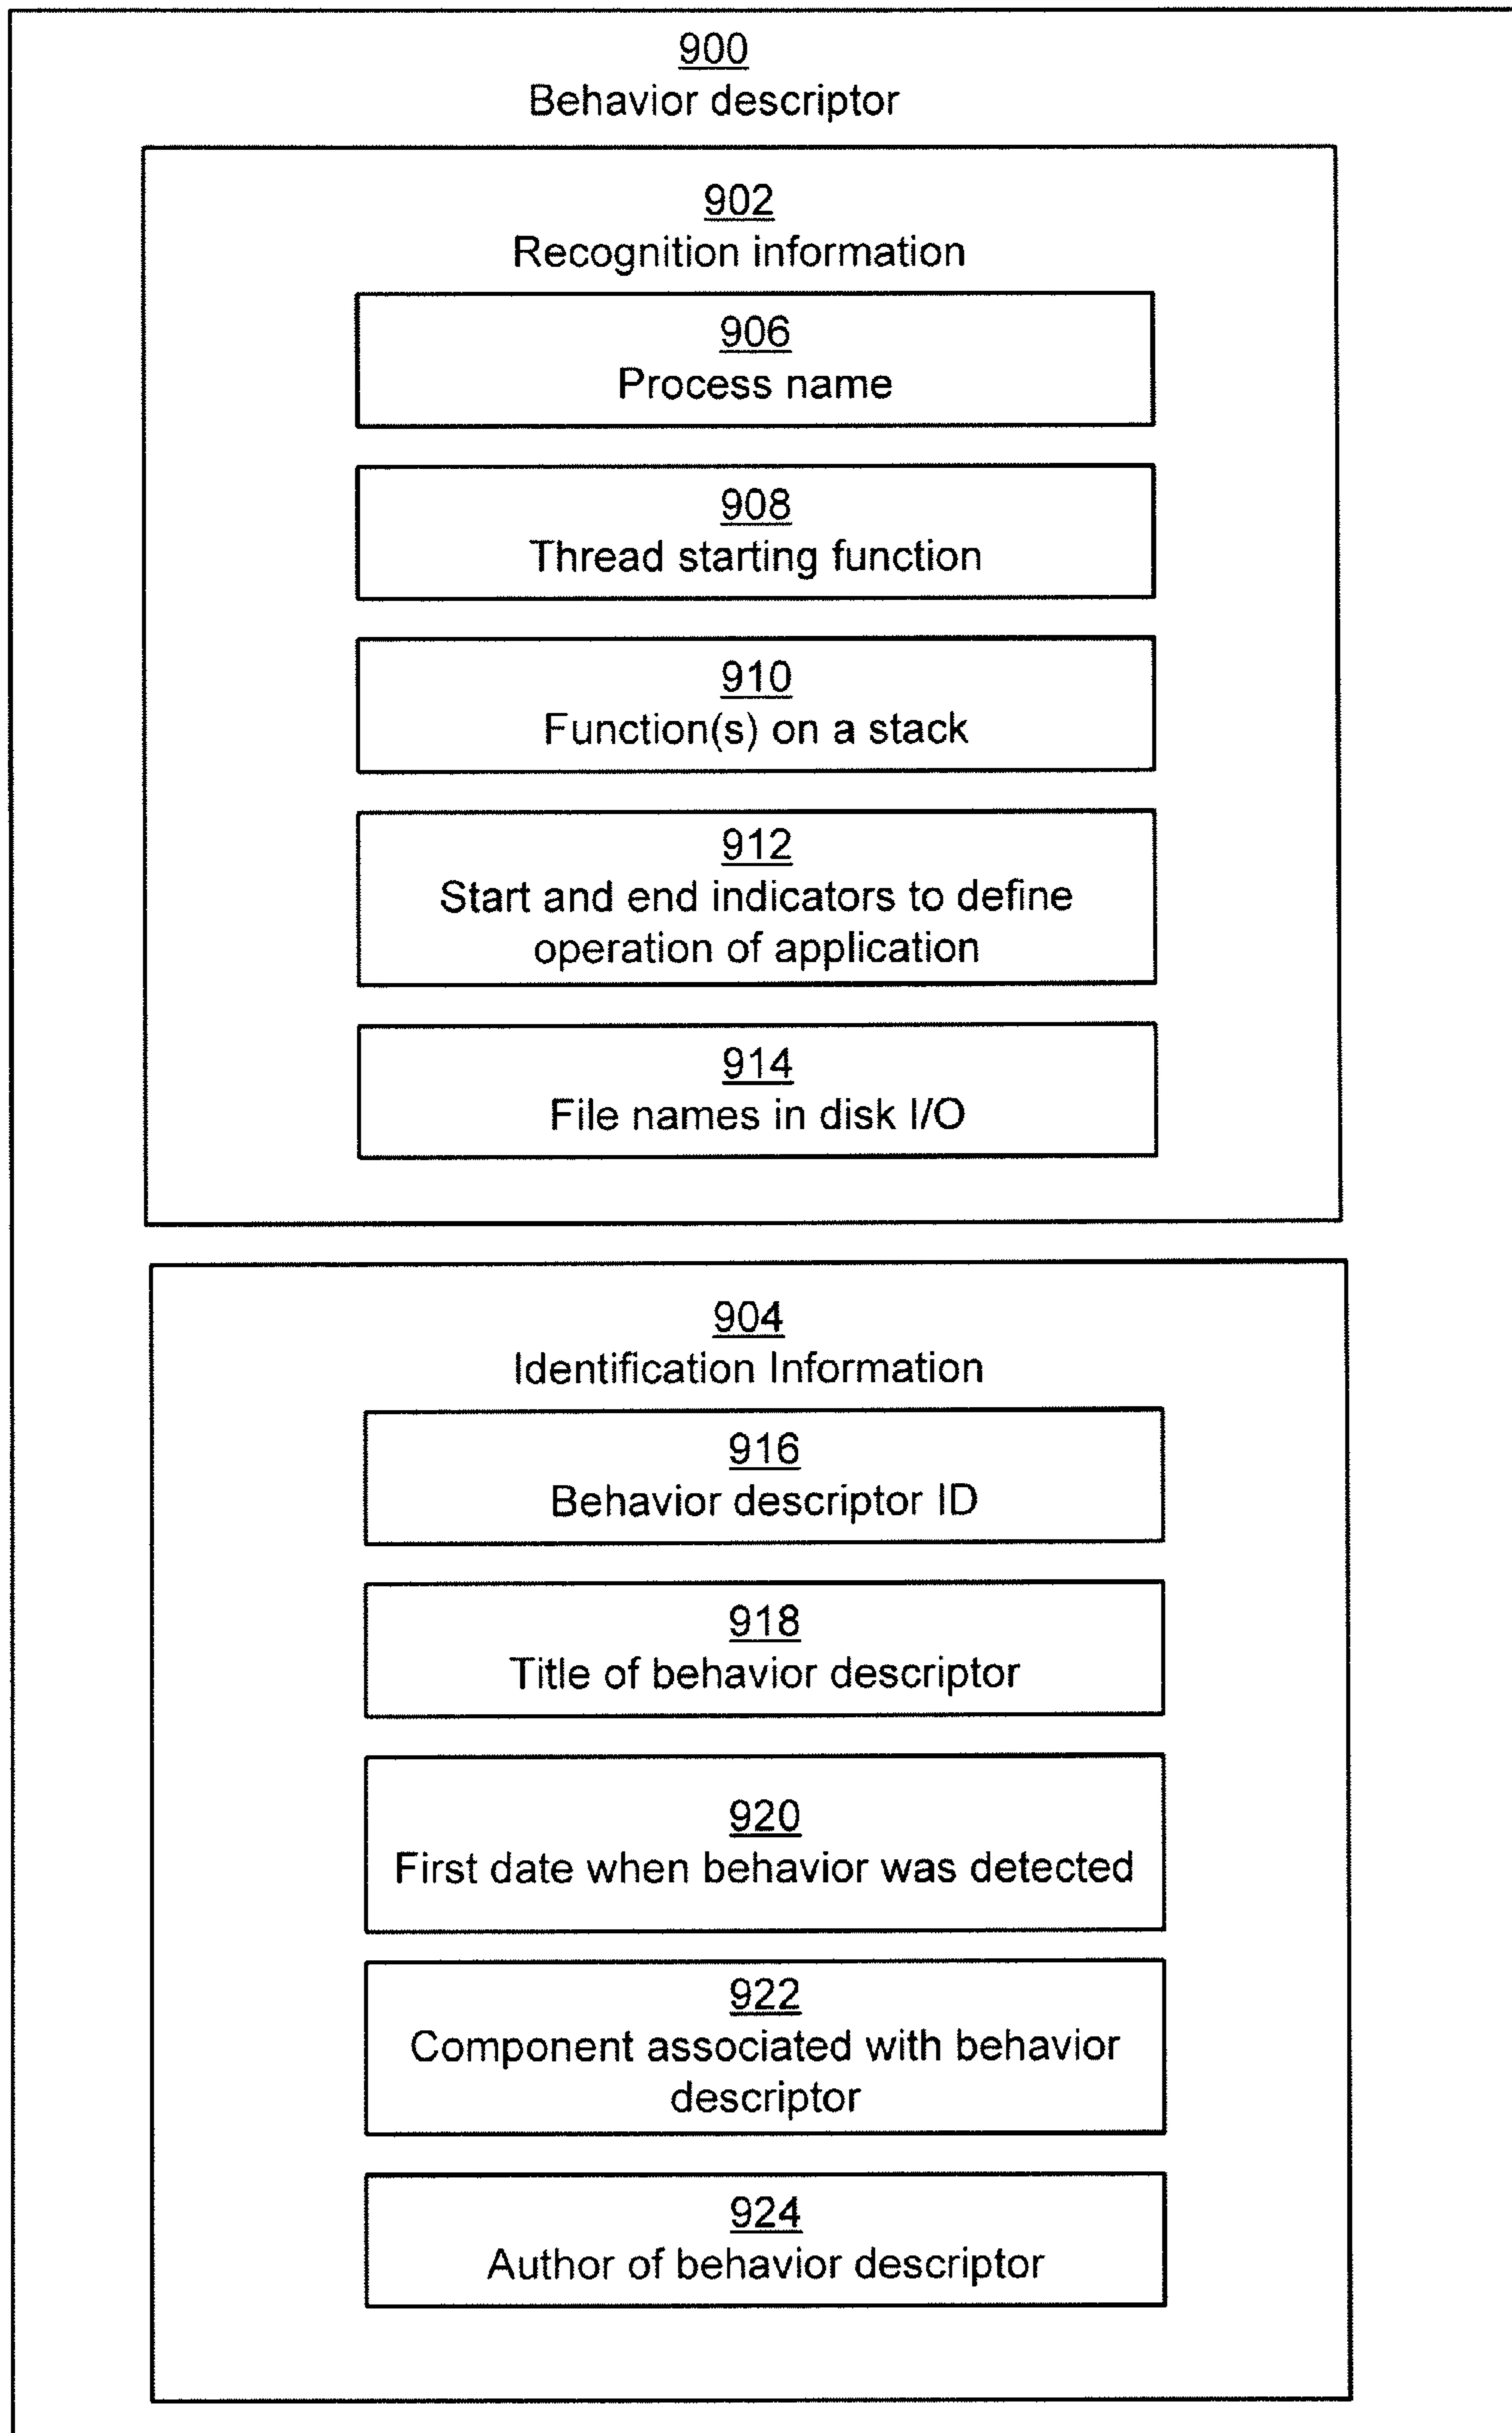 900
Behavior descriptor
902
Recognition information
906
Process name
908
Thread starting function
910
Function(s) on a stack
912
Start and end indicators to define
operation of application
914
File names in disk I/O
904
Identification Information
916
Behavior descriptor ID
918
Title of behavior descriptor
920
First date when behavior was detected
922
Component associated with behavior
descriptor
924
Author of behavior descriptor